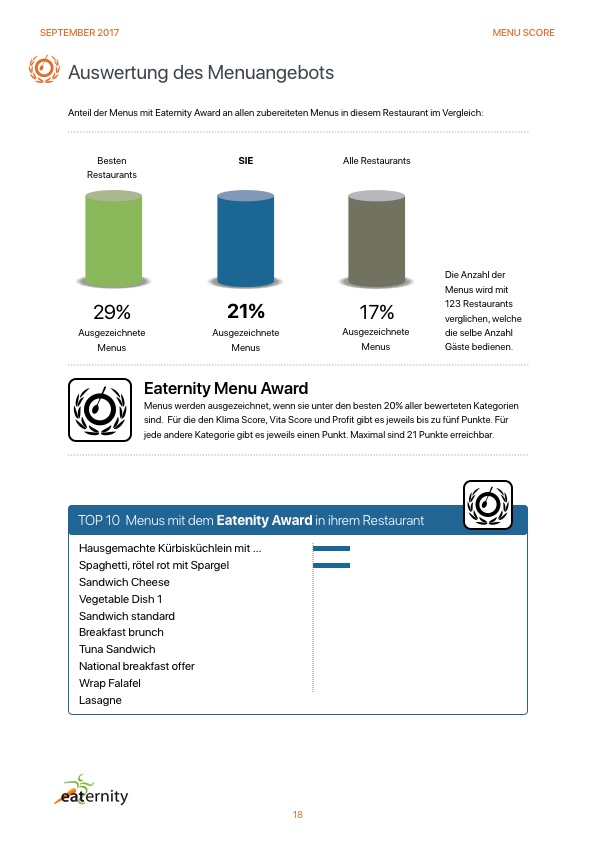 SEPTEMBER 2017
MENU SCORE
Auswertung des Menuangebots
Anteil der Menus mit Eaternity Award an allen zubereiteten Menus in diesem Restaurant im Vergleich:
Besten
Restaurants
SIE
Alle Restaurants
29%
Ausgezeichnete
Menus
21%
Ausgezeichnete
Menus
17%
Ausgezeichnete
Menus
Die Anzahl der
Menus wird mit
123 Restaurants
verglichen, welche
die selbe Anzahl
Gäste bedienen.
Eaternity Menu Award
Menus werden ausgezeichnet, wenn sie unter den besten 20% aller bewerteten Kategorien
sind. Für die den Klima Score, Vita Score und Profit gibt es jeweils bis zu fünf Punkte. Für
jede andere Kategorie gibt es jeweils einen Punkt. Maximal sind 21 Punkte erreichbar.
TOP 10 Menus mit dem Eatenity Award in ihrem Restaurant
Hausgemachte Kürbisküchlein mit ...
Spaghetti, rötel rot mit Spargel
Sandwich Cheese
Vegetable Dish 1
Sandwich standard
Breakfast brunch
Tuna Sandwich
National breakfast offer
Wrap Falafel
Lasagne
eaternity
18